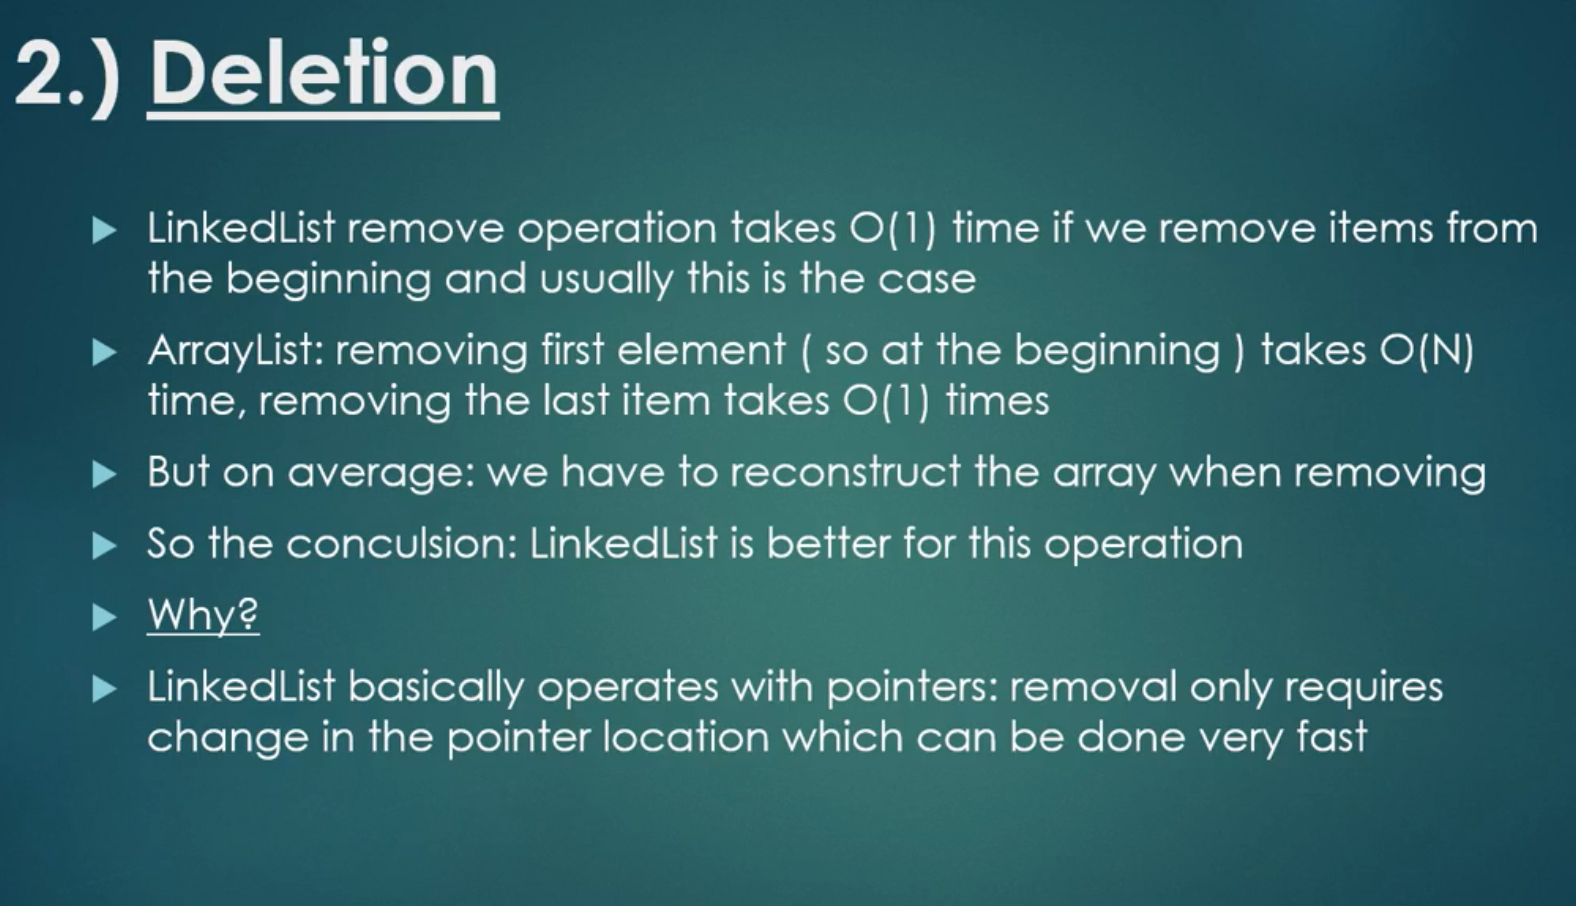 2.) Deletion
LinkedList remove operation takes O(1) time if we remove items from
the beginning and usually this is the case
ArrayList: removing first element ( so at the beginning ) takes O(N)
time, removing the last item takes O(1) times
But on average: we have to reconstruct the array when removing
So the conculsion: LinkedList is better for this operation
Why?
LinkedList basically operates with pointers: removal only requires
change in the pointer location which can be done very fast